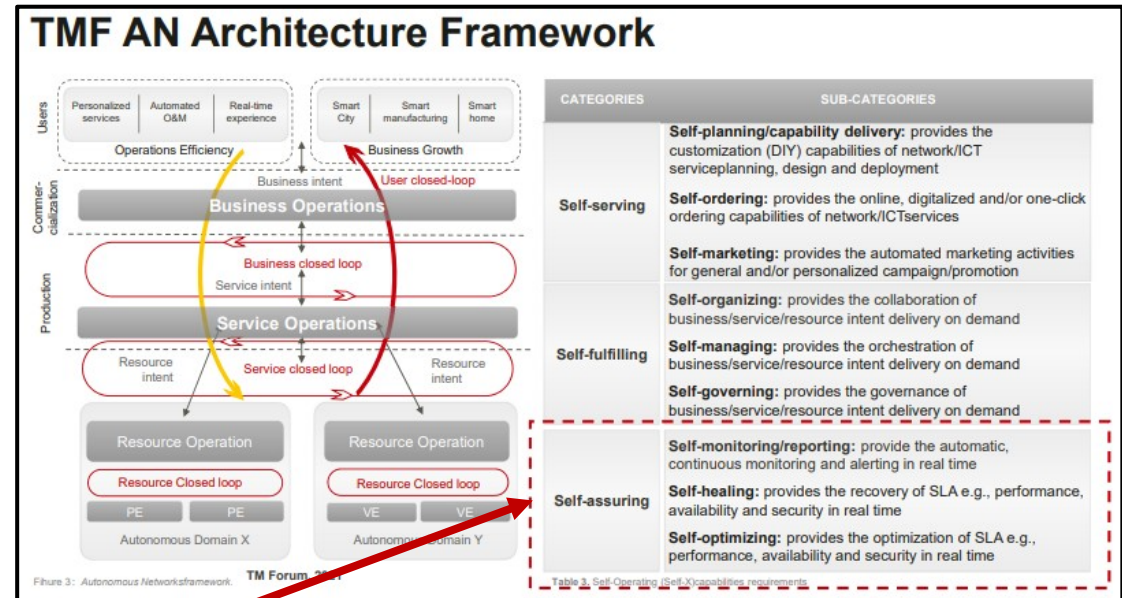 TMF AN Architecture Framework
Users
Personalized services
Automated O&M
Real-time experience
Operations Efficiency
Smart City
Smart manufacturing
Smart home
Business Growth
Business intent
User closed-loop
Commer-
cialization
Business Operations
Business closed loop
Service intent
Production
Service Operations
Resource intent
Service closed loop
Resource intent
Resource Operation
Resource Closed loop
PE
PE
Autonomous Domain X
Resource Operation
Resource Closed loop
VE
VE
Autonomous Domain Y
Fihure 3: Autonomous Networksframework.
TM Forum,
CATEGORIES
SUB-CATEGORIES
Self-serving
Self-planning/capability delivery: provides the
customization (DIY) capabilities of network/ICT
serviceplanning, design and deployment
Self-ordering: provides the online, digitalized and/or one-click
ordering capabilities of network/ICTservices
Self-marketing: provides the automated marketing activities
for general and/or personalized campaign/promotion
Self-fulfilling
Self-organizing: provides the collaboration of
business/service/resource intent delivery on demand
Self-managing: provides the orchestration of
business/service/resource intent delivery on demand
Self-governing: provides the governance of
business/service/resource intent delivery on demand
Self-assuring
Self-monitoring/reporting: provide the automatic,
continuous monitoring and alerting in real time
Self-healing: provides the recovery of SLA e.g., performance,
availability and security in real time
Self-optimizing: provides the optimization of SLA e.g.,
performance, availability and security in real time
Table 3. Self-Operating (Self-X)capabilities requirements